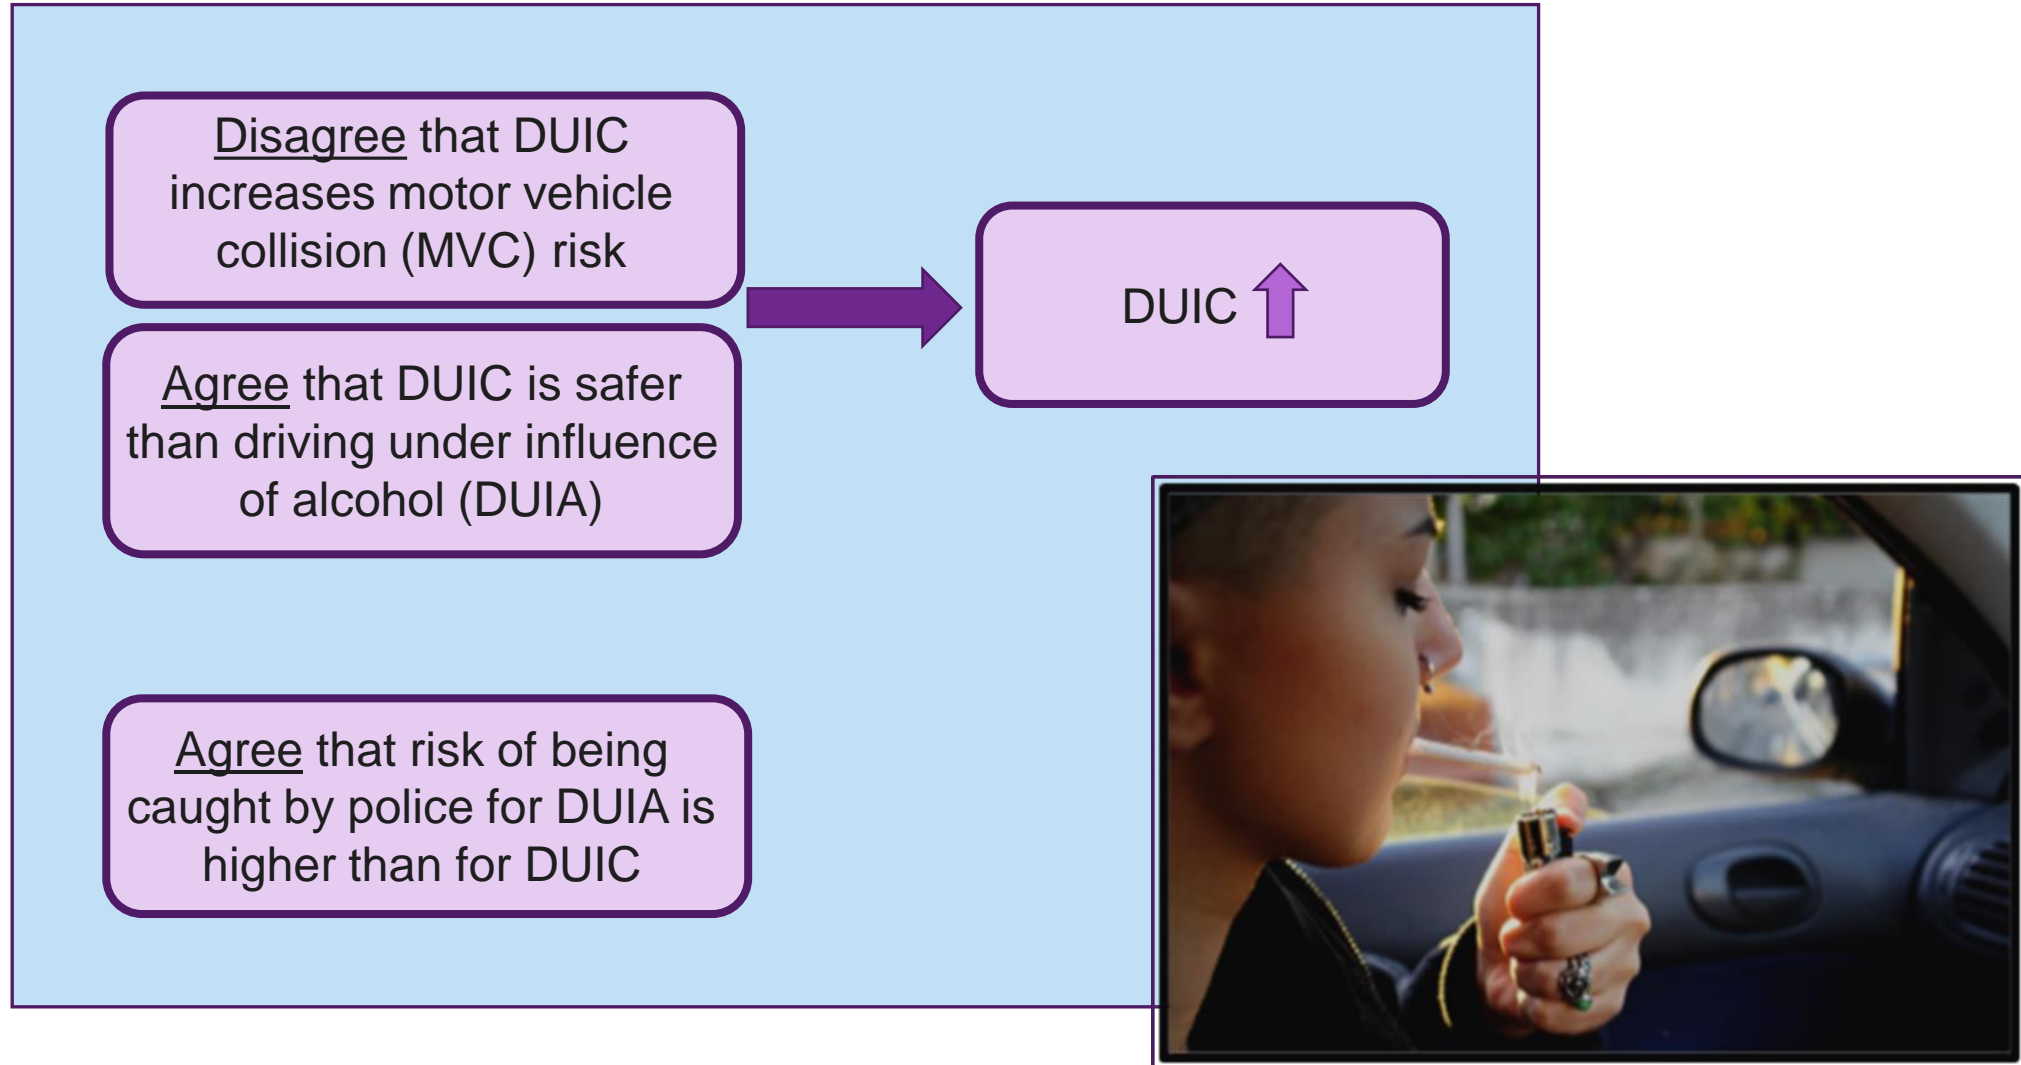 Disagree that DUIC
increases motor vehicle
collision (MVC) risk
Agree that DUIC is safer
than driving under influence
of alcohol (DUIA)
DUIC
Agree that risk of being
caught by police for DUIA is
higher than for DUIC